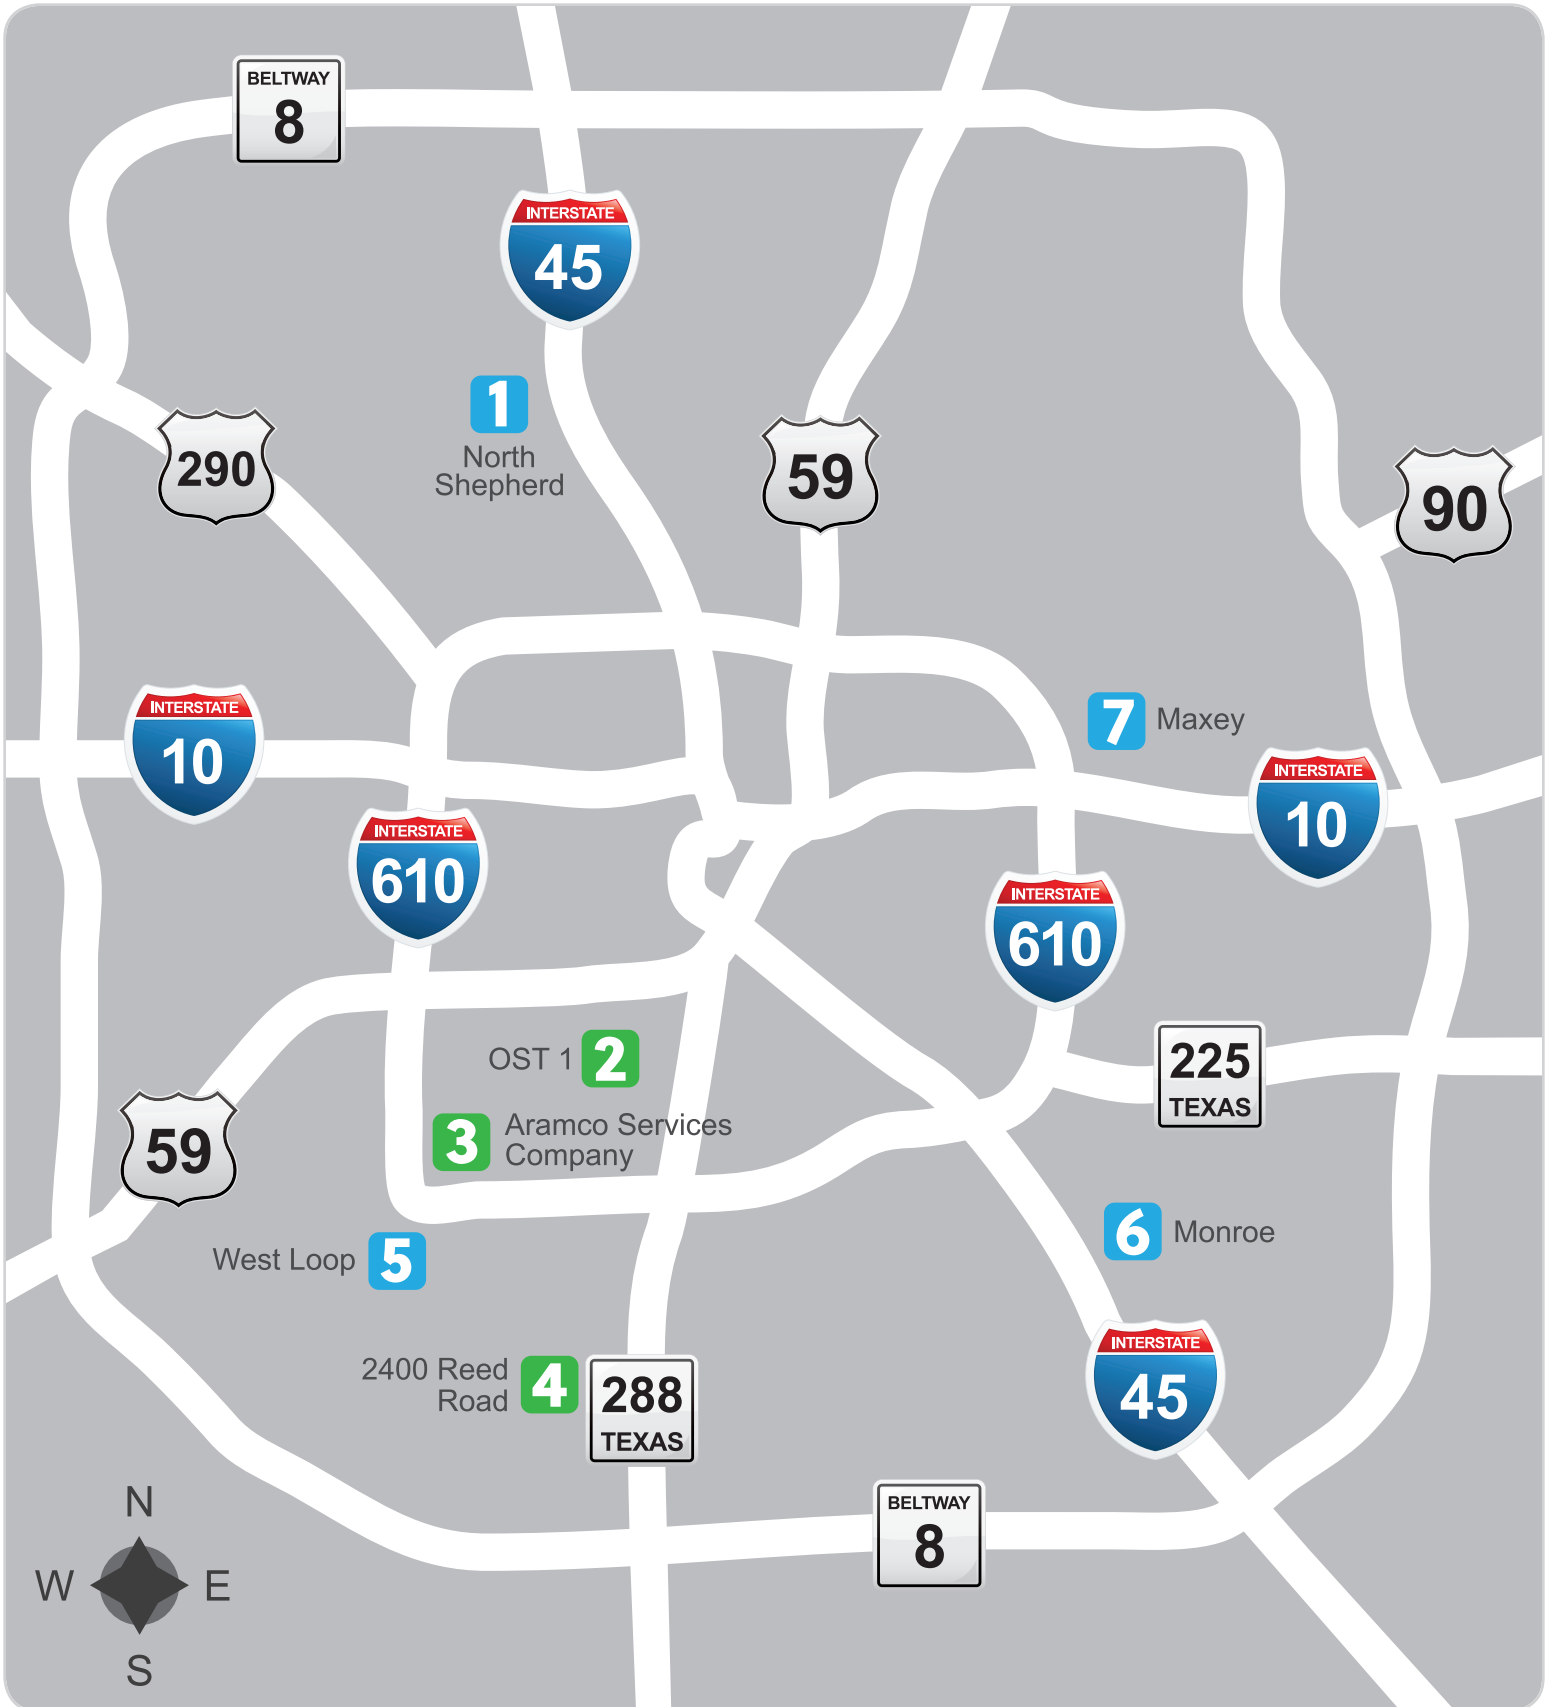 BELTWAY
8
INTERSTATE
45
1
North
Shepherd
290
59
90
INTERSTATE
10
7 Maxey
INTERSTATE
10
INTERSTATE
610
INTERSTATE
610
OST 1 2
225
TEXAS
3 Aramco Services
Company
59
West Loop 5
6 Monroe
INTERSTATE
45
2400 Reed
Road
4
288
TEXAS
BELTWAY
8
N
W E
S